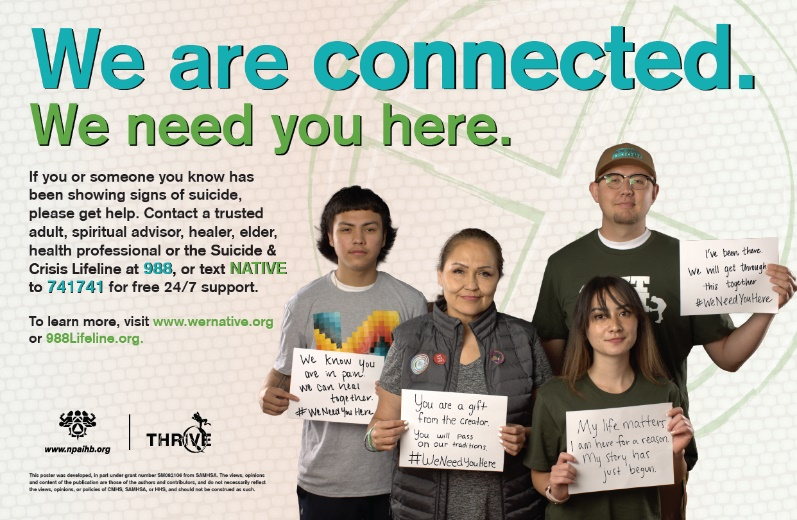 We are connected.
We need you here.
If you or someone you know has
been showing signs of suicide,
please get help. Contact a trusted
adult, spiritual advisor, healer, elder,
health professional or the Suicide &
Crisis Lifeline at 988, or text NATIVE
to 741741 for free 24/7 support.
To learn more, visit www.wernative.org
or 988Lifeline.org.
We know you
are in pain.
we can heal
together.
#WeNeedYouHere
You are a gift
from the creator.
You will pass
on our traditions.
#WeNeedYouHere
I've been there.
We will get through
this together
#WeNeedYouHere
My life matters
I am here for a reason.
My story has
just begun.
www.npaihb.org
THRIVE
This poster was developed, in part under grant number SM082106 from SAMHSA. The views, opinions
and content of the publication are those of the authors and contributors, and do not necessarily reflect
the views, opinions, or policies of CMHS, SAMHSA, or HHS, and should not be construed as such.